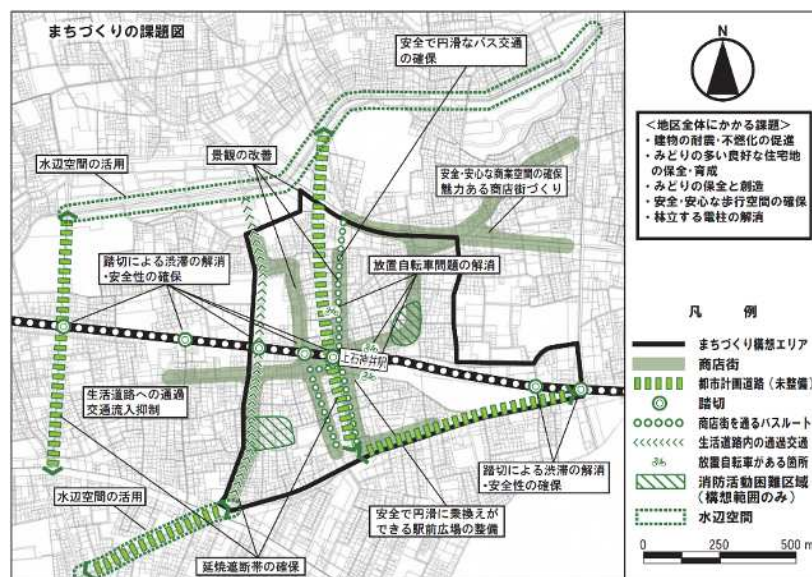 まちづくりの課題図
安全で円滑なバス交通
の確保
水辺空間の活用
景観の改善
安全・安心な商業空間の確保
魅力ある商店街づくり
踏切による渋滞の解消
・安全性の確保
放置自転車問題の解消
上石神井駅
生活道路への通過
交通流入抑制
踏切による渋滞の解消
・安全性の確保
水辺空間の活用
安全で円滑に乗換えが
できる駅前広場の整備
延焼遮断帯の確保
N
<地区全体にかかる課題>
・建物の耐震・不燃化の促進
・みどりの多い良好な住宅地
の保全・育成
・みどりの保全と創造
・安全・安心な歩行空間の確保
・林立する電柱の解消
凡 例
まちづくり構想エリア
商店街
都市計画道路(未整備)
踏切
商店街を通るバスルート
生活道路内の通過交通
放置自転車がある箇所
消防活動困難区域
(構想範囲のみ)
水辺空間
0 250 500 m